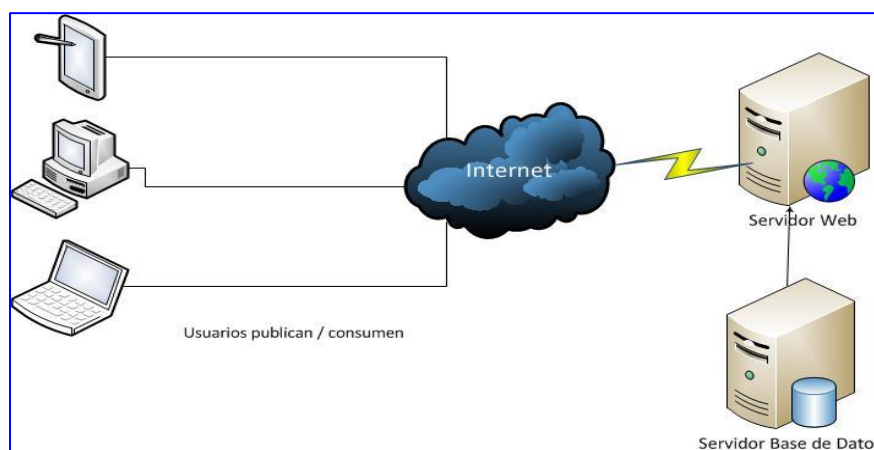 Internet
Servidor Web
Usuarios publican / consumen
Servidor Base de Dato